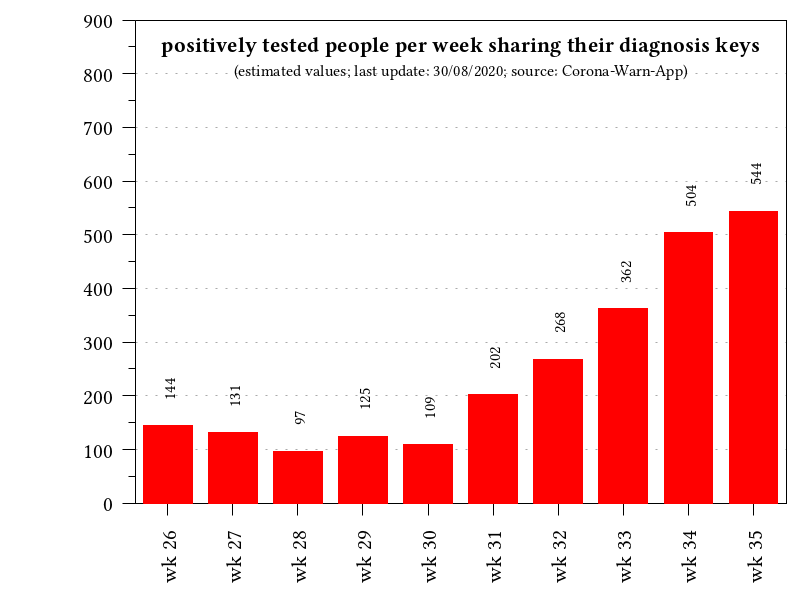 positively tested people per week sharing their diagnosis keys
(estimated values; last update: 30/08/2020; source: Corona-Warn-App)
900
800
700
600
500
400
300
200
100
0
144
131
97
125
109
202
268
362
504
544
wk 26
wk 27
wk 28
wk 29
wk 30
wk 31
wk 32
wk 33
wk 34
wk 35